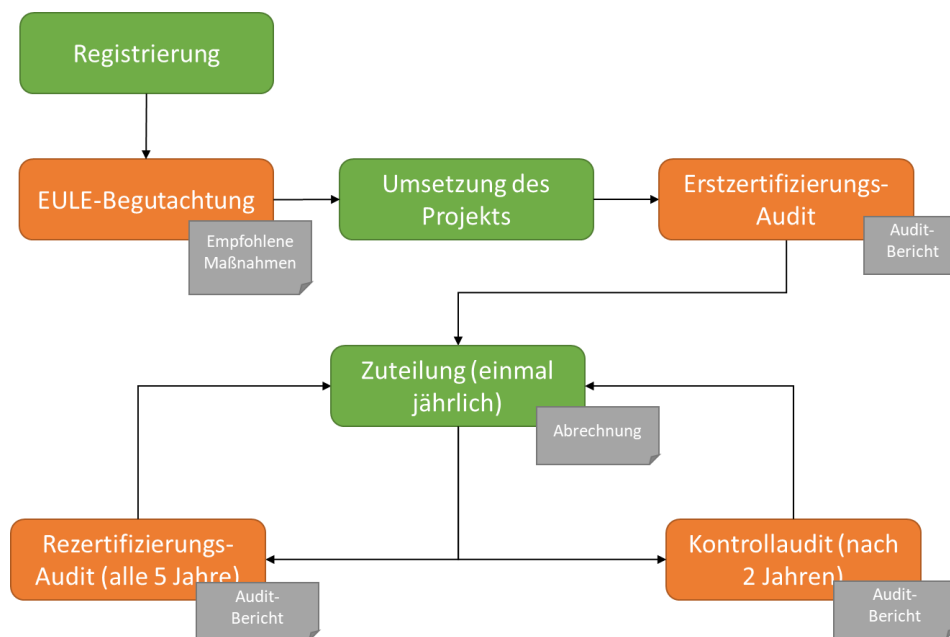 Registrierung
EULE-Begutachtung
Empfohlene
Maßnahmen
Umsetzung des
Projekts
Erstzertifizierungs-
Audit
Audit-
Bericht
Zuteilung (einmal
jährlich)
Abrechnung
Rezertifizierungs-
Audit (alle 5 Jahre)
Audit-
Bericht
Kontrollaudit (nach
2 Jahren)
Audit-
Bericht